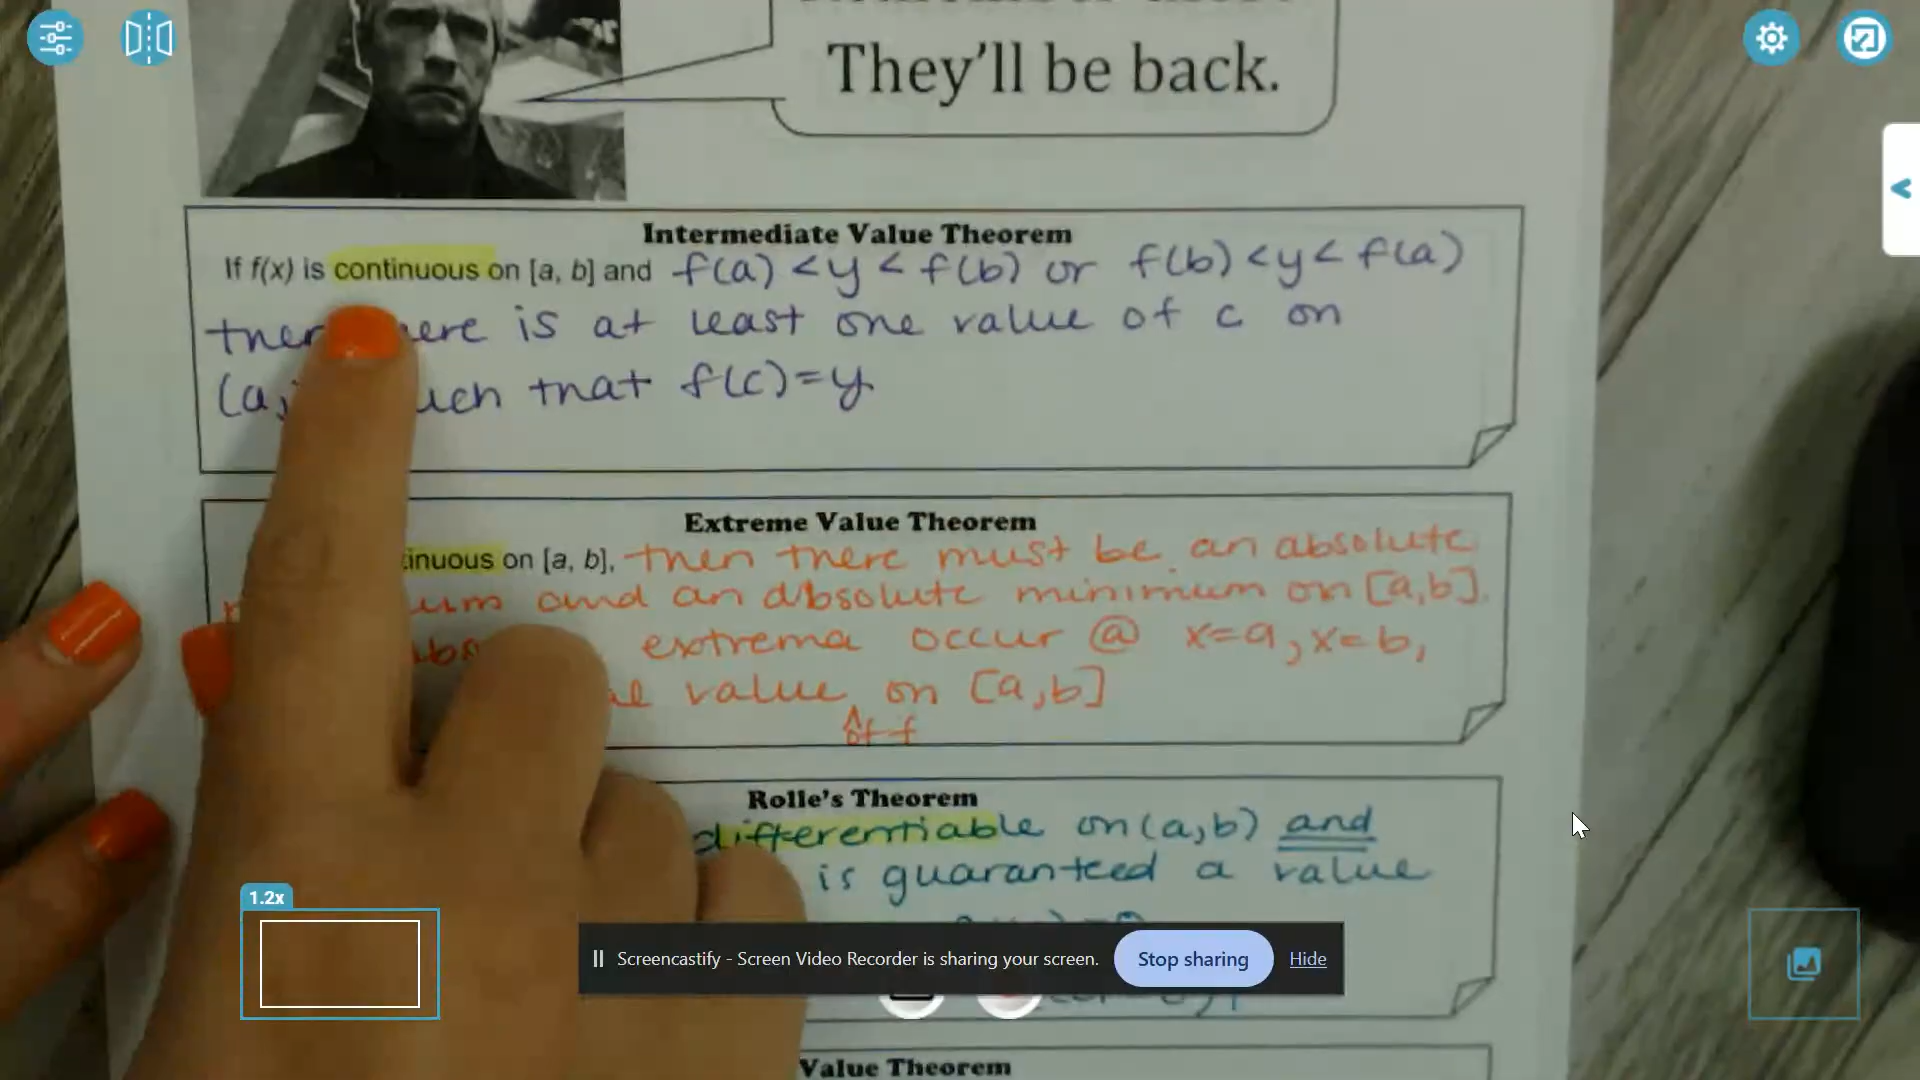 They'll be back.
Intermediate Value Theorem
If f(x) is continuous on [a, b] and f(a) < y < f(b) or f(b) < y < f(a)
is at least one value of c on
that f(c)=y
Extreme Value Theorem
on [a, b], then there must be an absolute
and an absolute minimum on [a,b].
extrema occur @ x=a, x=b,
value on [a,b]
of f
Rolle's Theorem
differentiable on (a,b) and
is guaranteed a value
1.2x
Screencastify - Screen Video Recorder is sharing your screen. Stop sharing Hide
Value Theorem